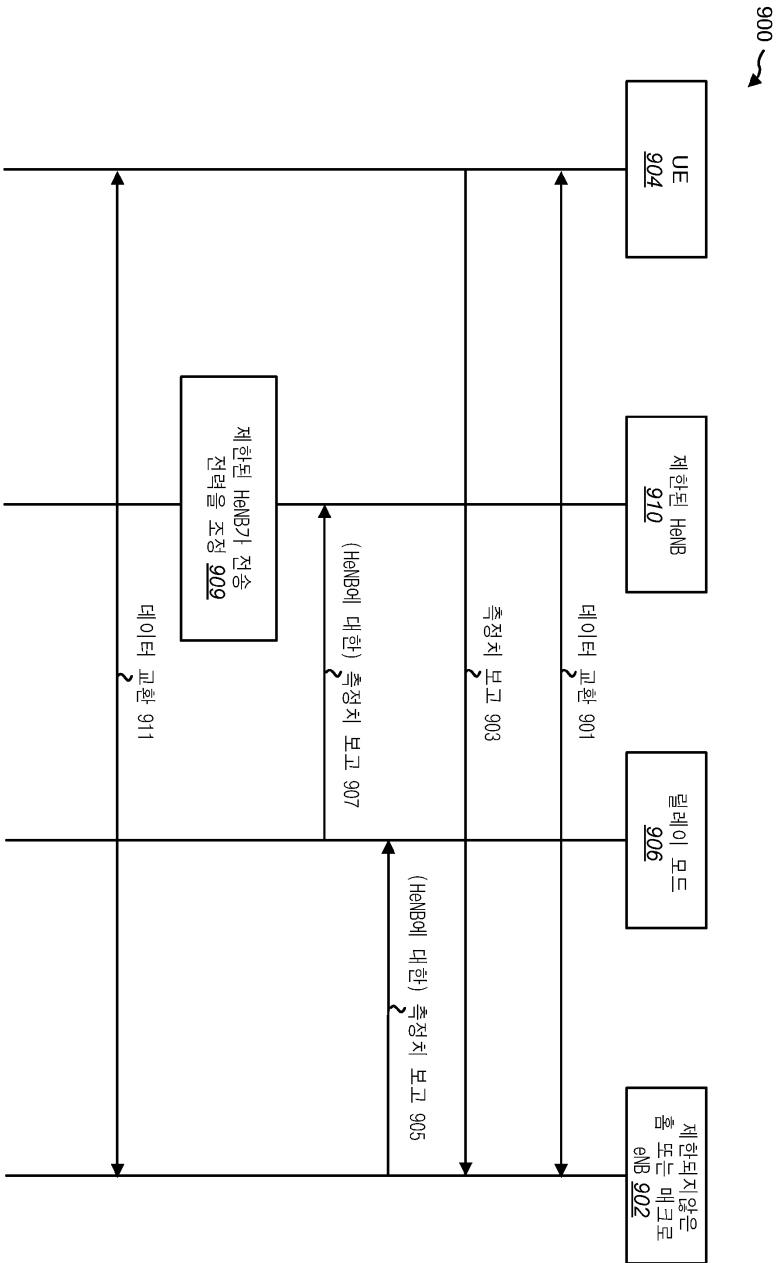 900
UE
904
제한된 HeNB
910
릴레이 모드
906
제한되지않은
홈 또는 매크로
eNB 902
데이터 교환 901
측정치 보고 903
(HeNB에 대한) 측정치 보고 905
(HeNB에 대한) 측정치 보고 907
제한된 HeNB가 전송
전력을 조정 909
데이터 교환 911